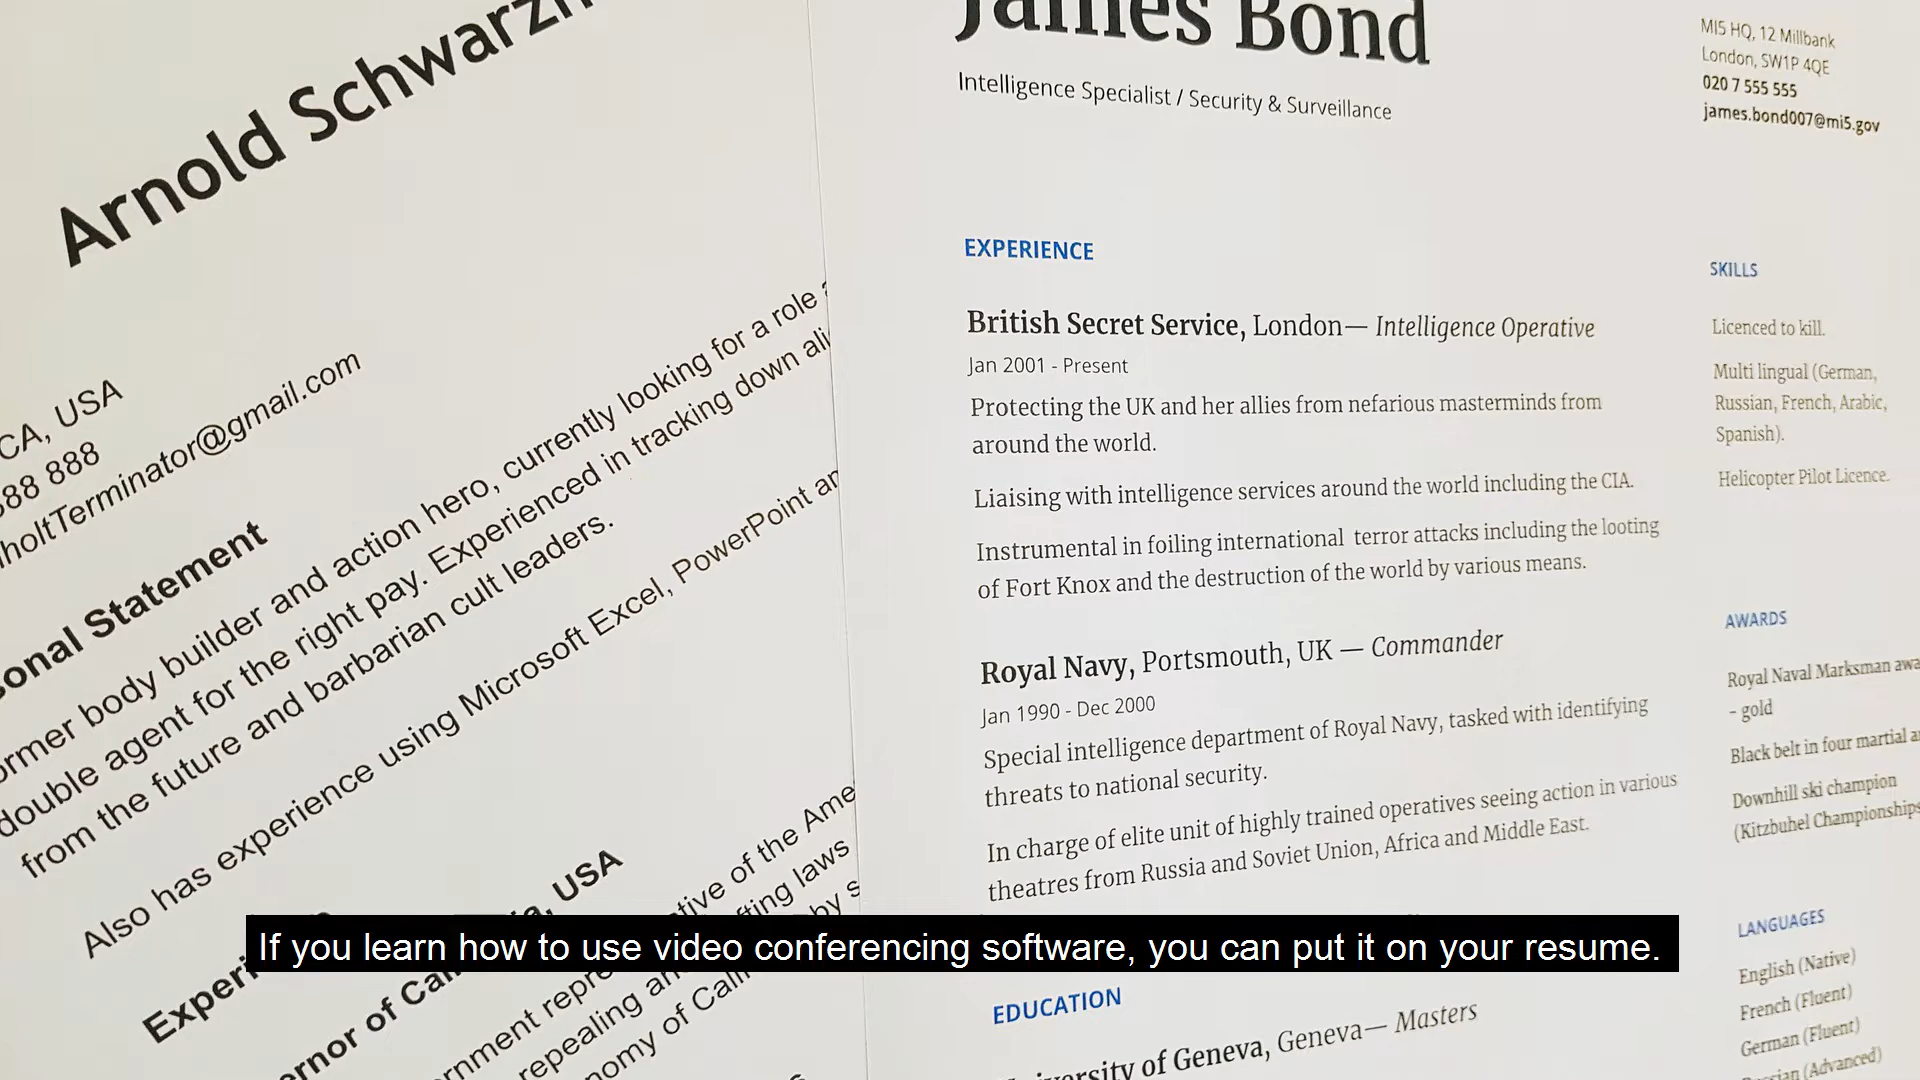 Arnold Schwarz
CA, USA
88 888
holtTerminator@gmail.com
sonal Statement
ormer body builder and action hero, currently looking for a role
double agent for the right pay. Experienced in tracking down ali
from the future and barbarian cult leaders.
Also has experience using Microsoft Excel, PowerPoint an
Experi
ernor of Cali a, USA
ernment repre tive of the Ame
repealing an fting laws
nomy of Cali by s
James Bond
Intelligence Specialist / Security & Surveillance
MI5 HQ, 12 Millbank
London, SW1P 4QE
020 7 555 555
james.bond007@mi5.gov
EXPERIENCE
British Secret Service, London— Intelligence Operative
Jan 2001 - Present
Protecting the UK and her allies from nefarious masterminds from
around the world.
Liaising with intelligence services around the world including the CIA.
Instrumental in foiling international terror attacks including the looting
of Fort Knox and the destruction of the world by various means.
Royal Navy, Portsmouth, UK — Commander
Jan 1990 - Dec 2000
Special intelligence department of Royal Navy, tasked with identifying
threats to national security.
In charge of elite unit of highly trained operatives seeing action in various
theatres from Russia and Soviet Union, Africa and Middle East.
EDUCATION
iversity of Geneva, Geneva— Masters
SKILLS
Licenced to kill.
Multi lingual (German,
Russian, French, Arabic,
Spanish).
Helicopter Pilot Licence.
AWARDS
Royal Naval Marksman awa
- gold
Black belt in four martial a
Downhill ski champion
(Kitzbuhel Championships
LANGUAGES
English (Native)
French (Fluent)
German (Fluent)
ssian (Advanced)
If you learn how to use video conferencing software, you can put it on your resume.